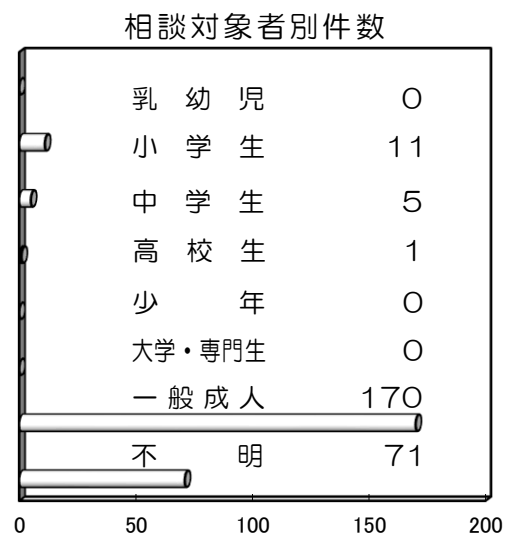 相談対象者別件数
乳幼児 0
小学生 11
中学生 5
高校生 1
少年 0
大学・専門生 0
一般成人 170
不明 71
0 50 100 150 200